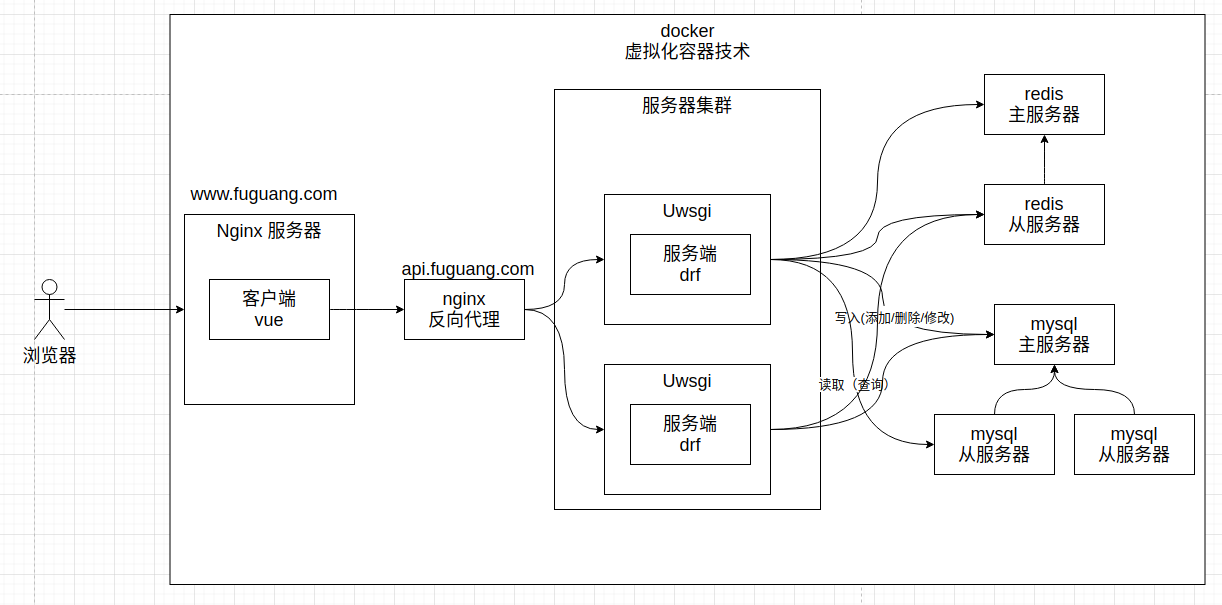 docker
虚拟化容器技术
服务器集群
redis
主服务器
www.fuguang.com
Nginx 服务器
Uwsgi
redis
从服务器
服务端
drf
api.fuguang.com
客户端
vue
nginx
反向代理
写入(添加/删除/修改)
mysql
主服务器
浏览器
Uwsgi
读取（查询）
服务端
drf
mysql
从服务器
mysql
从服务器